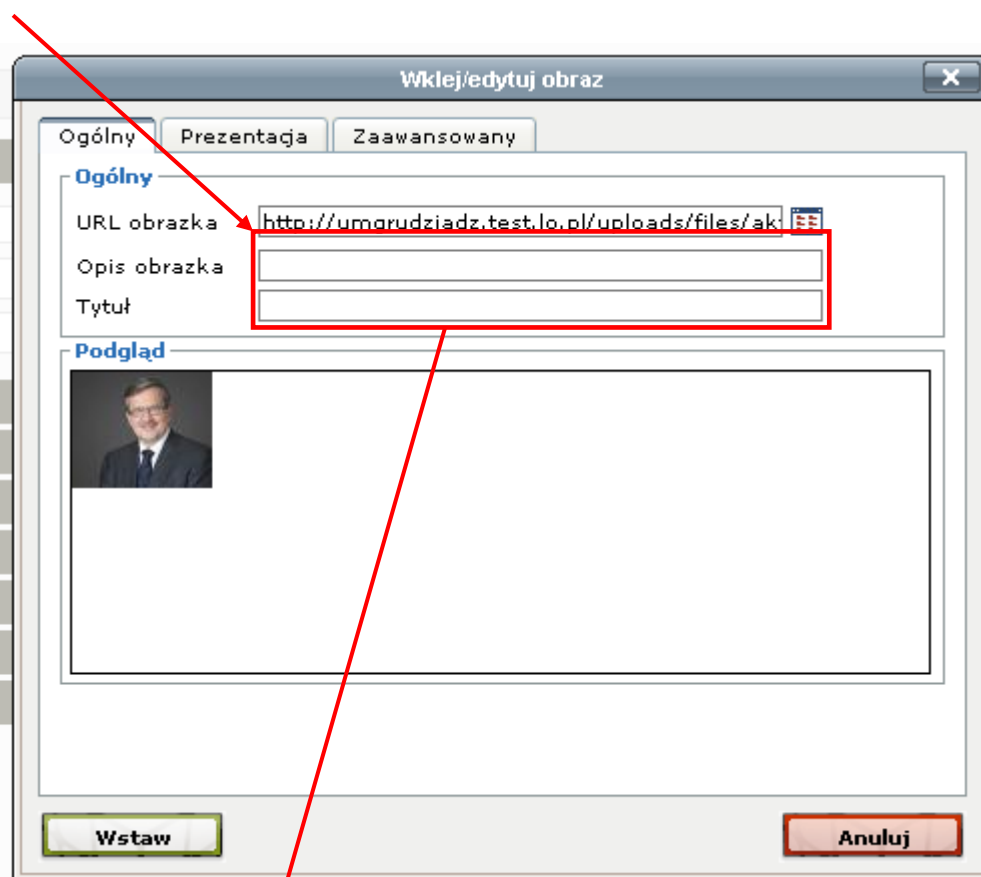 Wklej/edytuj obraz
Ogólny Prezentacja Zaawansowany
Ogólny
URL obrazka http://umgrudziadz.test.lo.pl/uploads/files/ak
Opis obrazka
Tytuł
Podgląd
Wstaw Anuluj